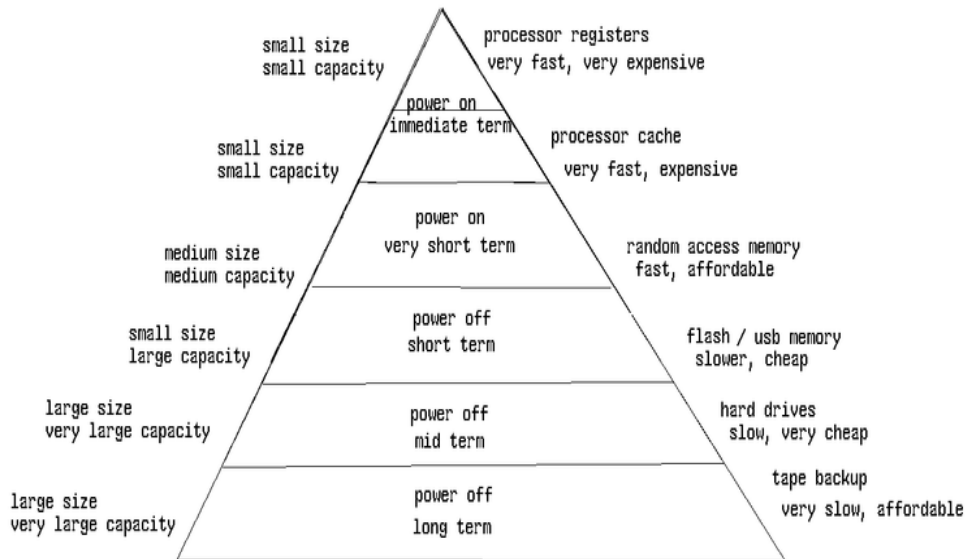 small size
small capacity
processor registers
very fast, very expensive
power on
immediate term
small size
small capacity
processor cache
very fast, expensive
power on
very short term
medium size
medium capacity
random access memory
fast, affordable
power off
short term
small size
large capacity
flash / usb memory
slower, cheap
large size
very large capacity
power off
mid term
hard drives
slow, very cheap
large size
very large capacity
power off
long term
tape backup
very slow, affordable